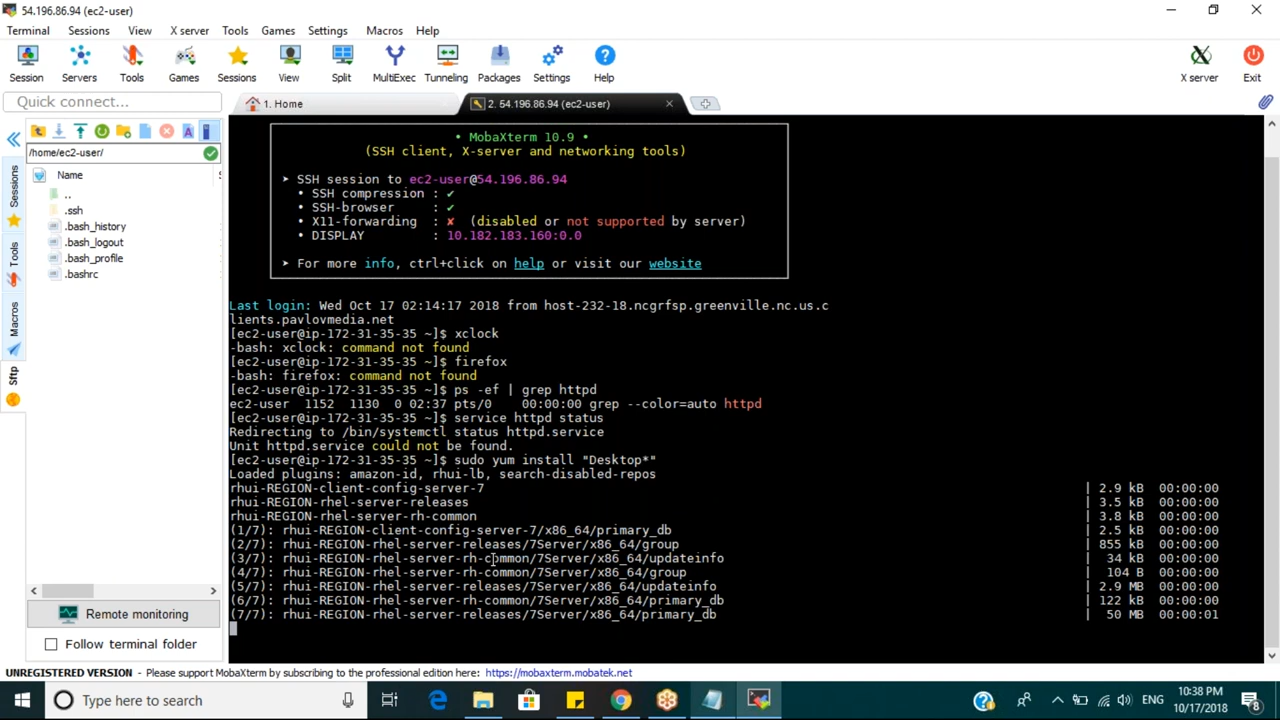 54.196.86.94 (ec2-user)
Terminal Sessions View X server Tools Games Settings Macros Help
Session Servers Tools Games Sessions View Split MultiExec Tunneling Packages Settings Help X server Exit
Quick connect...
1. Home
2. 54.196.86.94 (ec2-user)
/home/ec2-user/
Name
..
.ssh
.bash_history
.bash_logout
.bash_profile
.bashrc
Sessions
Tools
Macros
Sftp
• MobaXterm 10.9 •
(SSH client, X-server and networking tools)
➤ SSH session to ec2-user@54.196.86.94
• SSH compression : ✔
• SSH-browser : ✔
• X11-forwarding : ✘ (disabled or not supported by server)
• DISPLAY : 10.182.183.160:0.0
➤ For more info, ctrl+click on help or visit our website
Last login: Wed Oct 17 02:14:17 2018 from host-232-18.ncgrfsp.greenville.nc.us.c
lients.pavlovmedia.net
[ec2-user@ip-172-31-35-35 ~]$ xclock
-bash: xclock: command not found
[ec2-user@ip-172-31-35-35 ~]$ firefox
-bash: firefox: command not found
[ec2-user@ip-172-31-35-35 ~]$ ps -ef | grep httpd
ec2-user 1152 1130 0 02:37 pts/0 00:00:00 grep --color=auto httpd
[ec2-user@ip-172-31-35-35 ~]$ service httpd status
Redirecting to /bin/systemctl status httpd.service
Unit httpd.service could not be found.
[ec2-user@ip-172-31-35-35 ~]$ sudo yum install "Desktop*"
Loaded plugins: amazon-id, rhui-lb, search-disabled-repos
rhui-REGION-client-config-server-7 | 2.9 kB 00:00:00
rhui-REGION-rhel-server-releases | 3.5 kB 00:00:00
rhui-REGION-rhel-server-rh-common | 3.8 kB 00:00:00
(1/7): rhui-REGION-client-config-server-7/x86_64/primary_db | 2.5 kB 00:00:00
(2/7): rhui-REGION-rhel-server-releases/7Server/x86_64/group | 855 kB 00:00:00
(3/7): rhui-REGION-rhel-server-rh-common/7Server/x86_64/updateinfo | 34 kB 00:00:00
(4/7): rhui-REGION-rhel-server-rh-common/7Server/x86_64/group | 104 B 00:00:00
(5/7): rhui-REGION-rhel-server-releases/7Server/x86_64/updateinfo | 2.9 MB 00:00:00
(6/7): rhui-REGION-rhel-server-rh-common/7Server/x86_64/primary_db | 122 kB 00:00:00
(7/7): rhui-REGION-rhel-server-releases/7Server/x86_64/primary_db | 50 MB 00:00:01
Remote monitoring
Follow terminal folder
UNREGISTERED VERSION - Please support MobaXterm by subscribing to the professional edition here: https://mobaxterm.mobatek.net
Type here to search
ENG
10:38 PM
10/17/2018
8